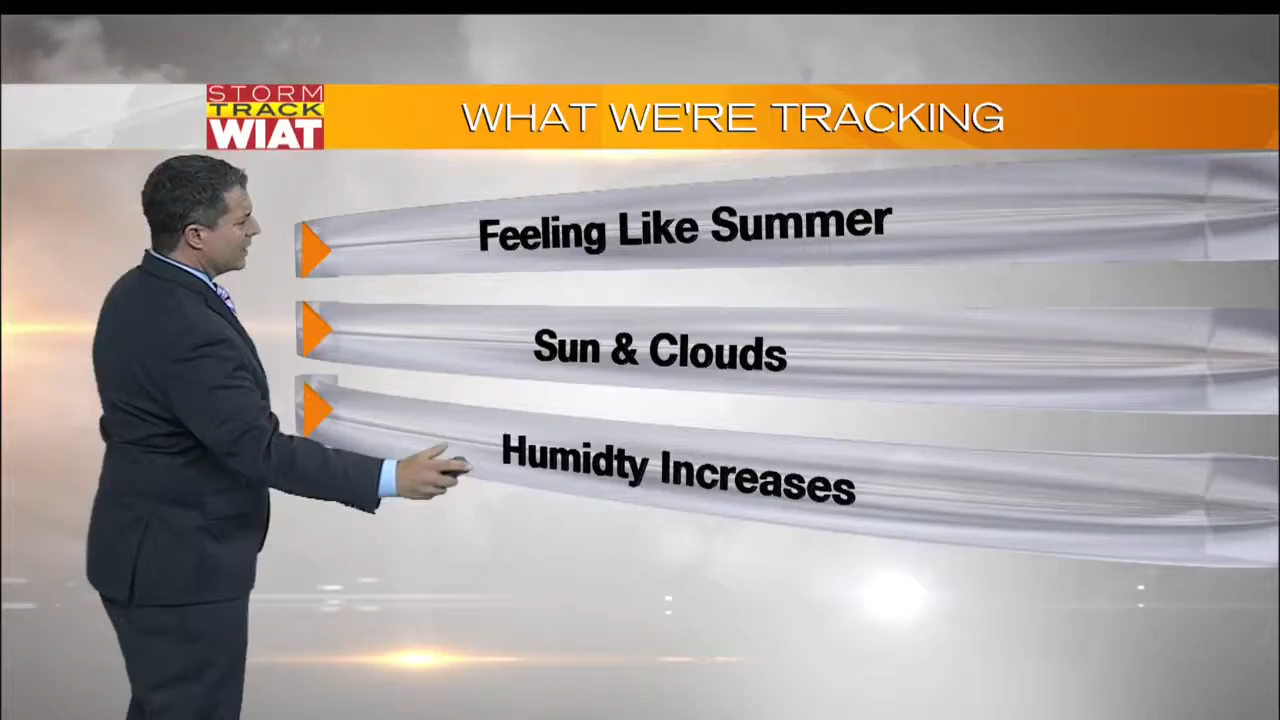 STORM
TRACK
WIAT
WHAT WE'RE TRACKING
Feeling Like Summer
Sun & Clouds
Humidty Increases